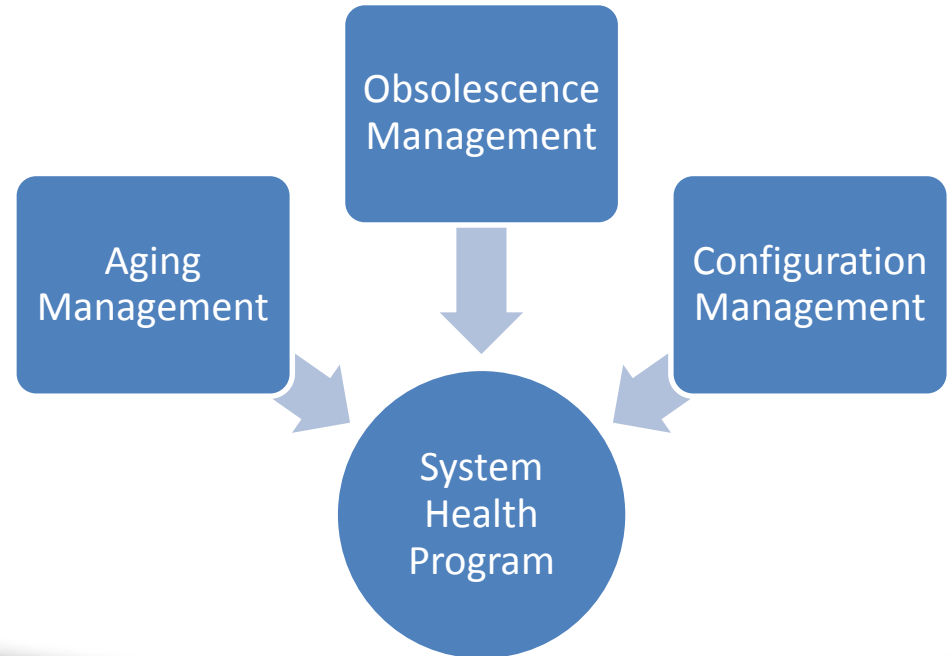 Obsolescence
Management
Aging
Management
Configuration
Management
System
Health
Program